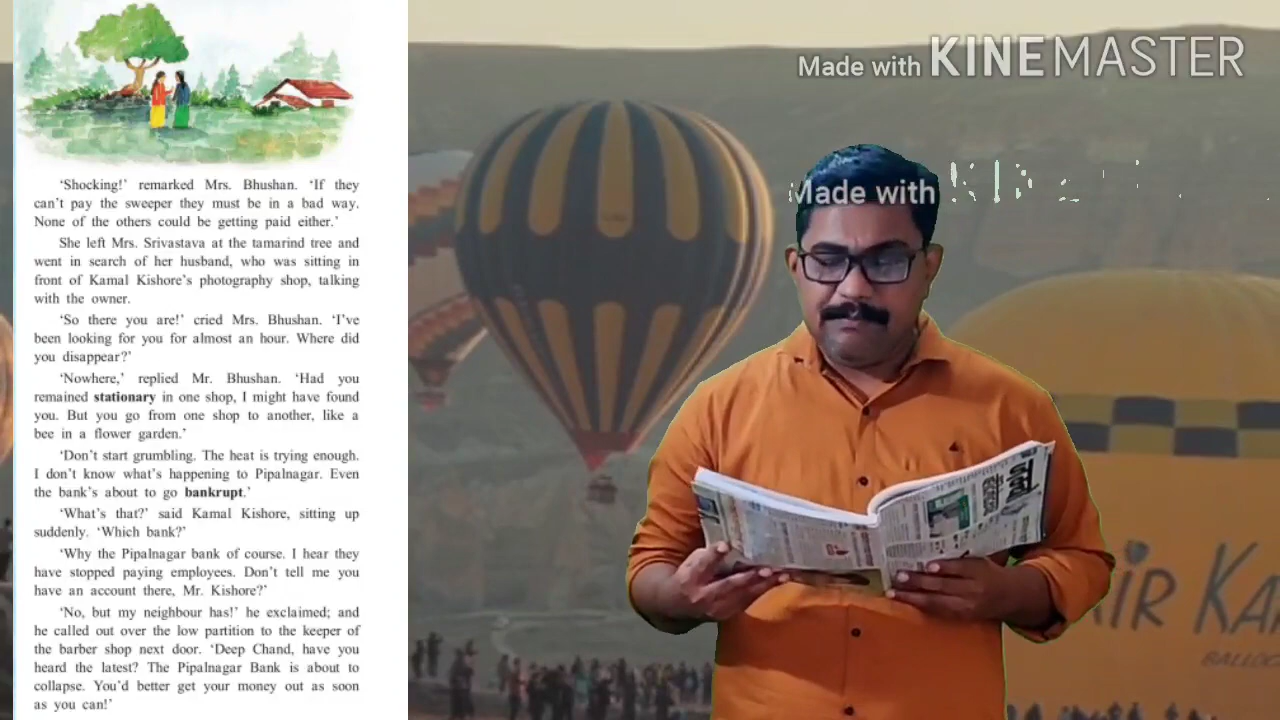 ‘Shocking!’ remarked Mrs. Bhushan. ‘If they
can’t pay the sweeper they must be in a bad way.
None of the others could be getting paid either.’
She left Mrs. Srivastava at the tamarind tree and
went in search of her husband, who was sitting in
front of Kamal Kishore’s photography shop, talking
with the owner.
‘So there you are!’ cried Mrs. Bhushan. ‘I’ve
been looking for you for almost an hour. Where did
you disappear?’
‘Nowhere,’ replied Mr. Bhushan. ‘Had you
remained stationary in one shop, I might have found
you. But you go from one shop to another, like a
bee in a flower garden.’
‘Don’t start grumbling. The heat is trying enough.
I don’t know what’s happening to Pipalnagar. Even
the bank’s about to go bankrupt.’
‘What’s that?’ said Kamal Kishore, sitting up
suddenly. ‘Which bank?’
‘Why the Pipalnagar bank of course. I hear they
have stopped paying employees. Don’t tell me you
have an account there, Mr. Kishore?’
‘No, but my neighbour has!’ he exclaimed; and
he called out over the low partition to the keeper of
the barber shop next door. ‘Deep Chand, have you
heard the latest? The Pipalnagar Bank is about to
collapse. You’d better get your money out as soon
as you can!’
Made with KINEMASTER
Made with